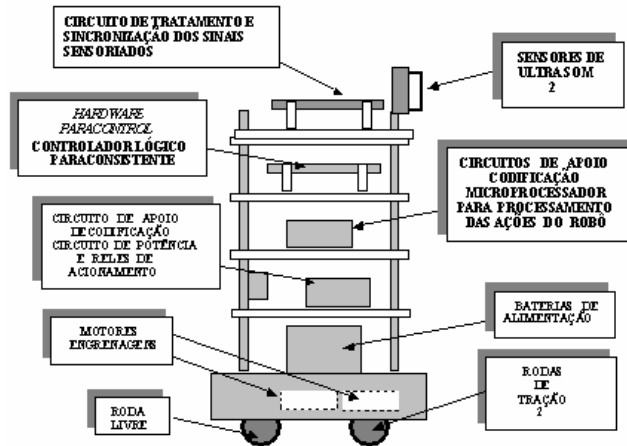 CIRCUITO DE TRATAMENTO E
SINCRONIZAÇÃO DOS SINAIS
SENSORIADOS
SENSORES DE
ULTRASOM
2
HARDWARE
PARACONTROL
CONTROLADOR LÓGICO
PARACONSISTENTE
CIRCUITOS DE APOIO
CODIFICAÇÃO
MICROPROCESSADOR
PARA PROCESSAMENTO
DAS AÇÕES DO ROBÔ
CIRCUITO DE APOIO
DECODIFICAÇÃO
CIRCUITO DE POTÊNCIA
E RELES DE
ACIONAMENTO
BATERIAS DE
ALIMENTAÇÃO
MOTORES
ENGRENAGENS
RODAS
DE
TRAÇÃO
2
RODA
LIVRE